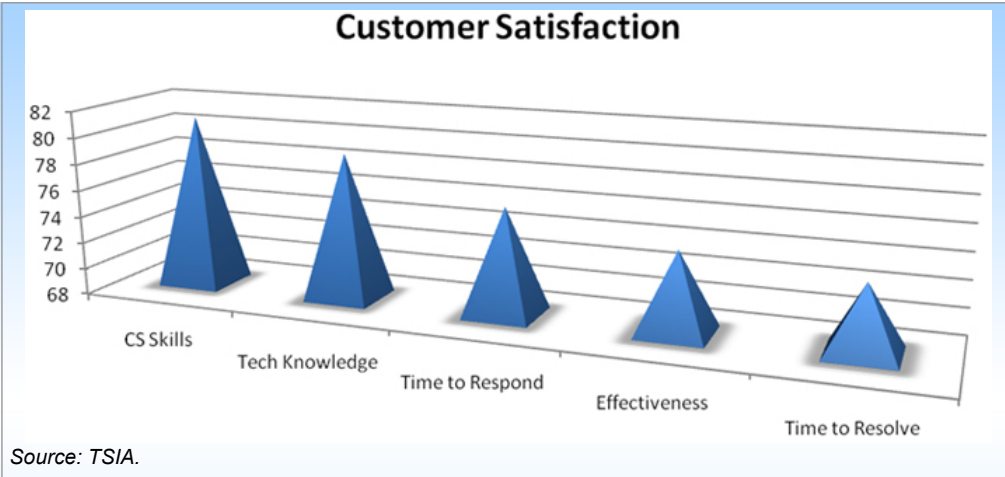 Customer Satisfaction
82
80
78
76
74
72
70
68
CS Skills
Tech Knowledge
Time to Respond
Effectiveness
Time to Resolve
Source: TSIA.